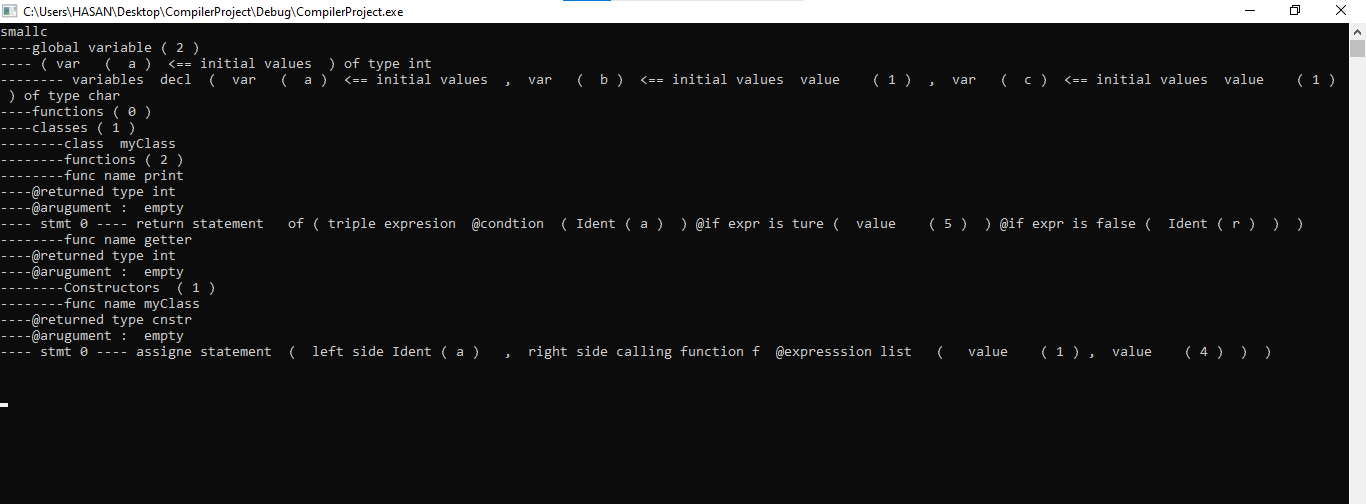 C:\Users\HASAN\Desktop\CompilerProject\Debug\CompilerProject.exe
smallc
----global variable ( 2 )
---- ( var   ( a )  <== initial values  ) of type int
-------- variables  decl  (  var   (  a )  <== initial values  ,  var   (  b )  <== initial values  value    ( 1 )  ,  var   (  c )  <== initial values  value    ( 1 )
 ) of type char
----functions ( 0 )
----classes ( 1 )
--------class  myClass
--------functions ( 2 )
--------func name print
----@returned type int
----@arugument :  empty
---- stmt 0 ---- return statement   of ( triple expresion  @condtion  ( Ident ( a )  ) @if expr is ture (  value    ( 5 )  ) @if expr is false (  Ident ( r )  )  )
--------func name getter
----@returned type int
----@arugument :  empty
--------Constructors  ( 1 )
--------func name myClass
----@returned type cnstr
----@arugument :  empty
---- stmt 0 ---- assigne statement  (  left side Ident ( a )   ,  right side calling function f  @expresssion list   (   value    ( 1 ) ,  value    ( 4 )  )  )